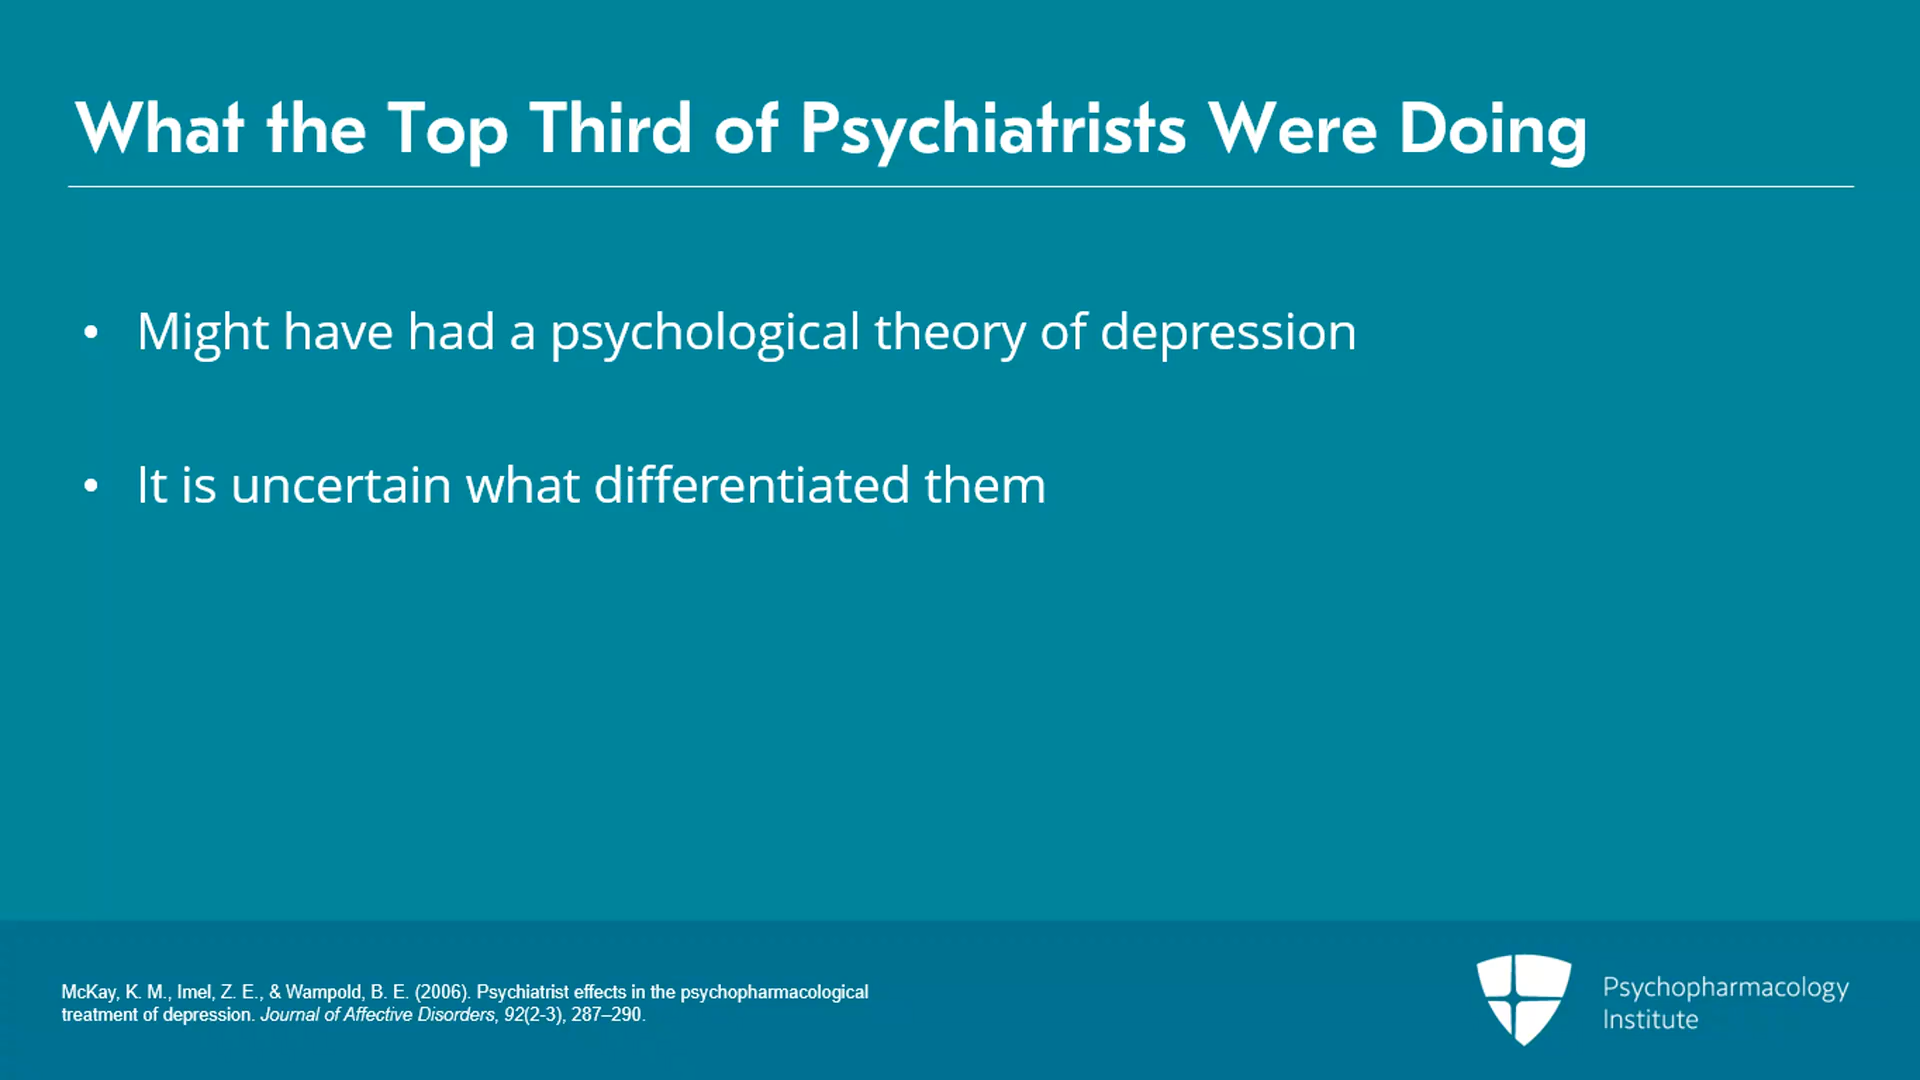 What the Top Third of Psychiatrists Were Doing
• Might have had a psychological theory of depression
• It is uncertain what differentiated them
McKay, K. M., Imel, Z. E., & Wampold, B. E. (2006). Psychiatrist effects in the psychopharmacological
treatment of depression. Journal of Affective Disorders, 92(2-3), 287–290.
Psychopharmacology
Institute